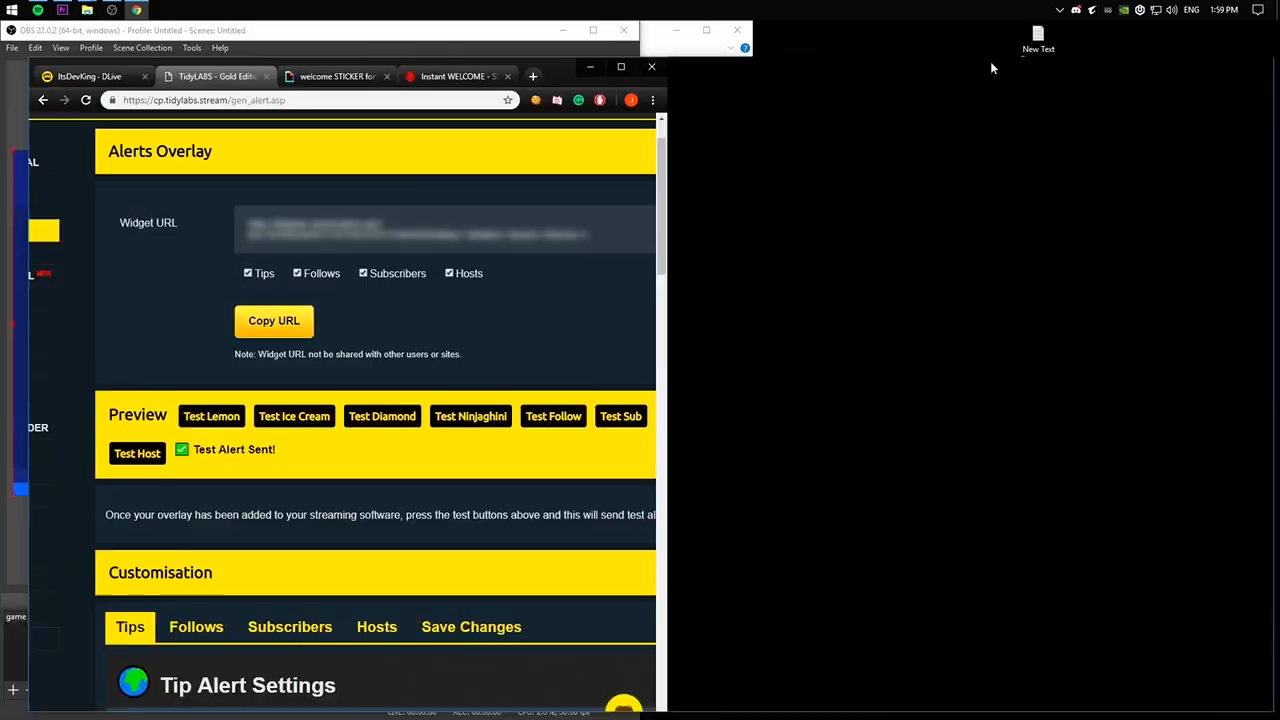 ENG 1:59 PM
OBS 22.0.2 (64-bit, windows) - Profile: Untitled - Scenes: Untitled
File Edit View Profile Scene Collection Tools Help
New Text
ItsDevKing - DLive
TidyLABS - Gold Edit
welcome STICKER for
Instant WELCOME - S
https://cp.tidylabs.stream/gen_alert.asp
Alerts Overlay
Widget URL
Tips Follows Subscribers Hosts
Copy URL
Note: Widget URL not be shared with other users or sites.
Preview Test Lemon Test Ice Cream Test Diamond Test Ninjaghini Test Follow Test Sub
Test Host Test Alert Sent!
Once your overlay has been added to your streaming software, press the test buttons above and this will send test al
Customisation
Tips Follows Subscribers Hosts Save Changes
Tip Alert Settings
AL
L NEW
DER
game